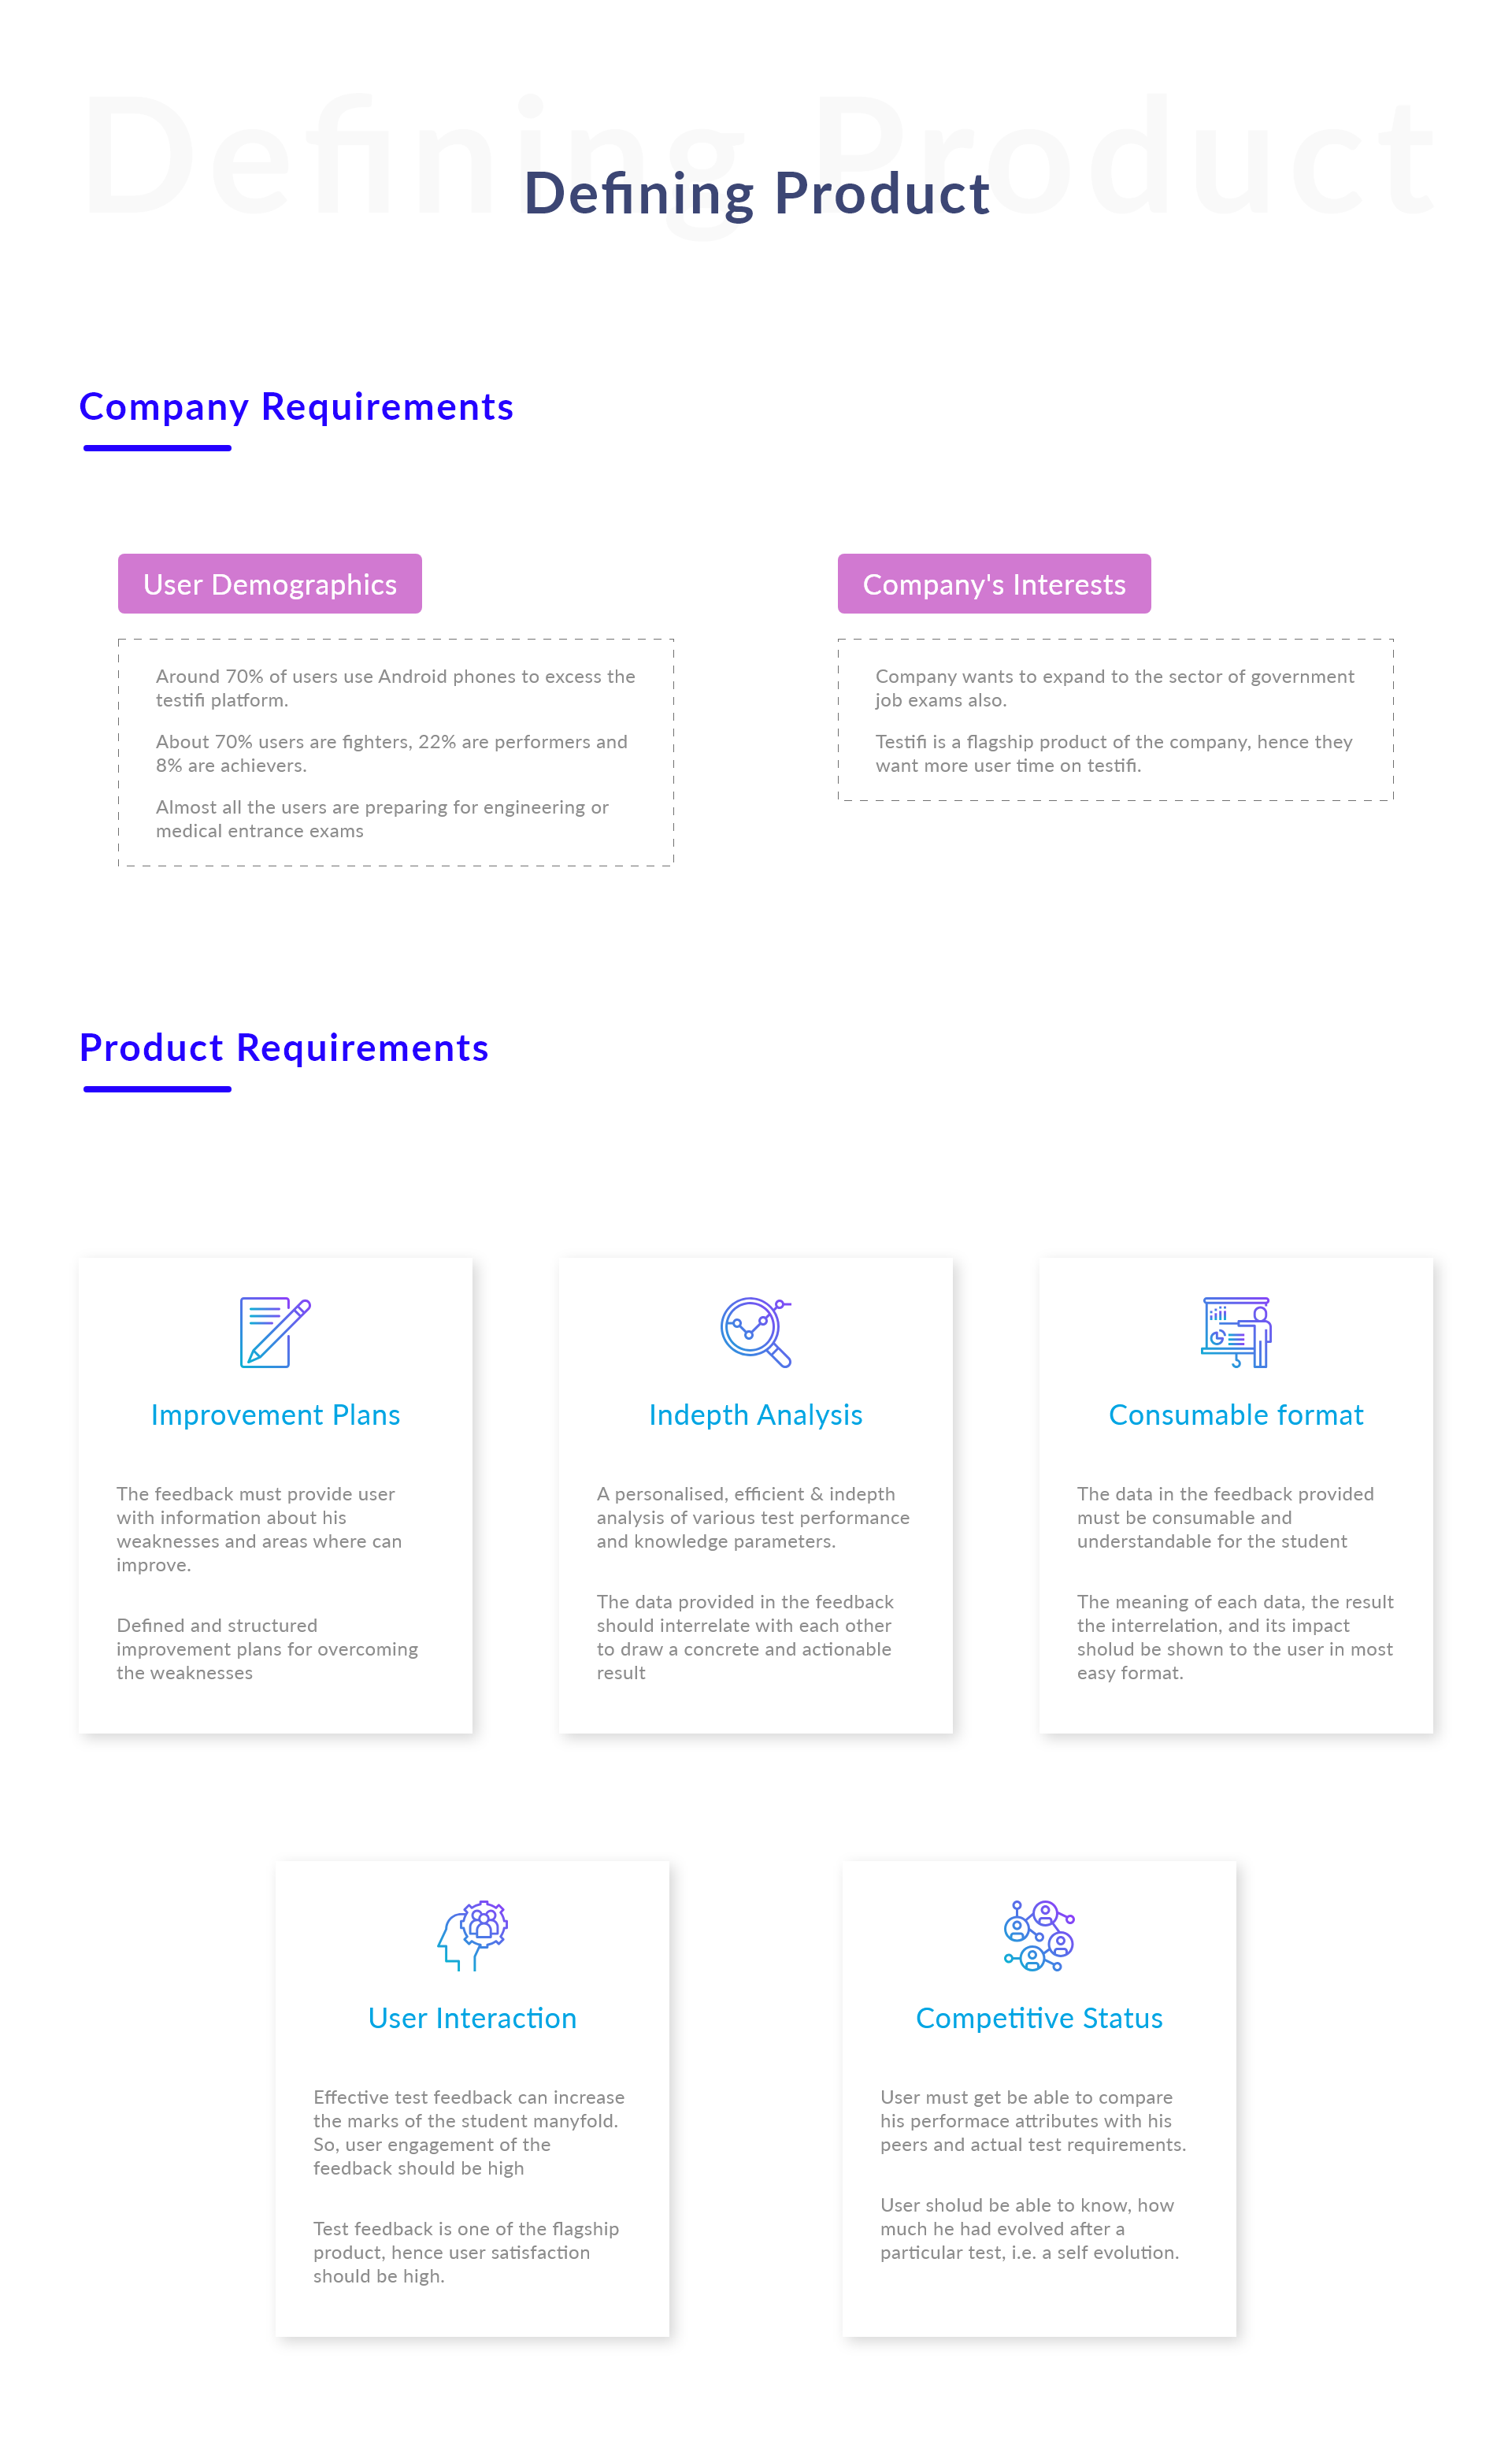 Defining Product
Defining Product
Company Requirements
User Demographics
Around 70% of users use Android phones to excess the
testifi platform.
About 70% users are fighters, 22% are performers and
8% are achievers.
Almost all the users are preparing for engineering or
medical entrance exams
Company's Interests
Company wants to expand to the sector of government
job exams also.
Testifi is a flagship product of the company, hence they
want more user time on testifi.
Product Requirements
Improvement Plans
The feedback must provide user
with information about his
weaknesses and areas where can
improve.
Defined and structured
improvement plans for overcoming
the weaknesses
Indepth Analysis
A personalised, efficient & indepth
analysis of various test performance
and knowledge parameters.
The data provided in the feedback
should interrelate with each other
to draw a concrete and actionable
result
Consumable format
The data in the feedback provided
must be consumable and
understandable for the student
The meaning of each data, the result
the interrelation, and its impact
sholud be shown to the user in most
easy format.
User Interaction
Effective test feedback can increase
the marks of the student manyfold.
So, user engagement of the
feedback should be high
Test feedback is one of the flagship
product, hence user satisfaction
should be high.
Competitive Status
User must get be able to compare
his performace attributes with his
peers and actual test requirements.
User sholud be able to know, how
much he had evolved after a
particular test, i.e. a self evolution.